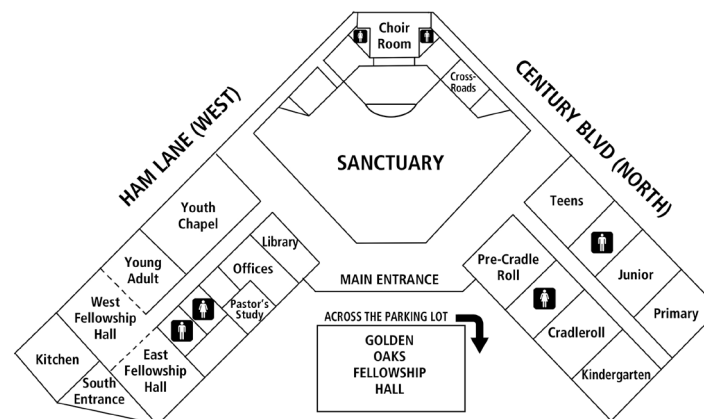 Choir
Room
Cross-
Roads
HAM LANE (WEST)
CENTURY BLVD (NORTH)
SANCTUARY
Youth
Chapel
Teens
Library
Young
Adult
Offices
Pre-Cradle
Roll
MAIN ENTRANCE
Junior
West
Fellowship
Hall
Pastor's
Study
Primary
ACROSS THE PARKING LOT
Cradleroll
GOLDEN
OAKS
FELLOWSHIP
HALL
Kitchen
East
Fellowship
Hall
Kindergarten
South
Entrance